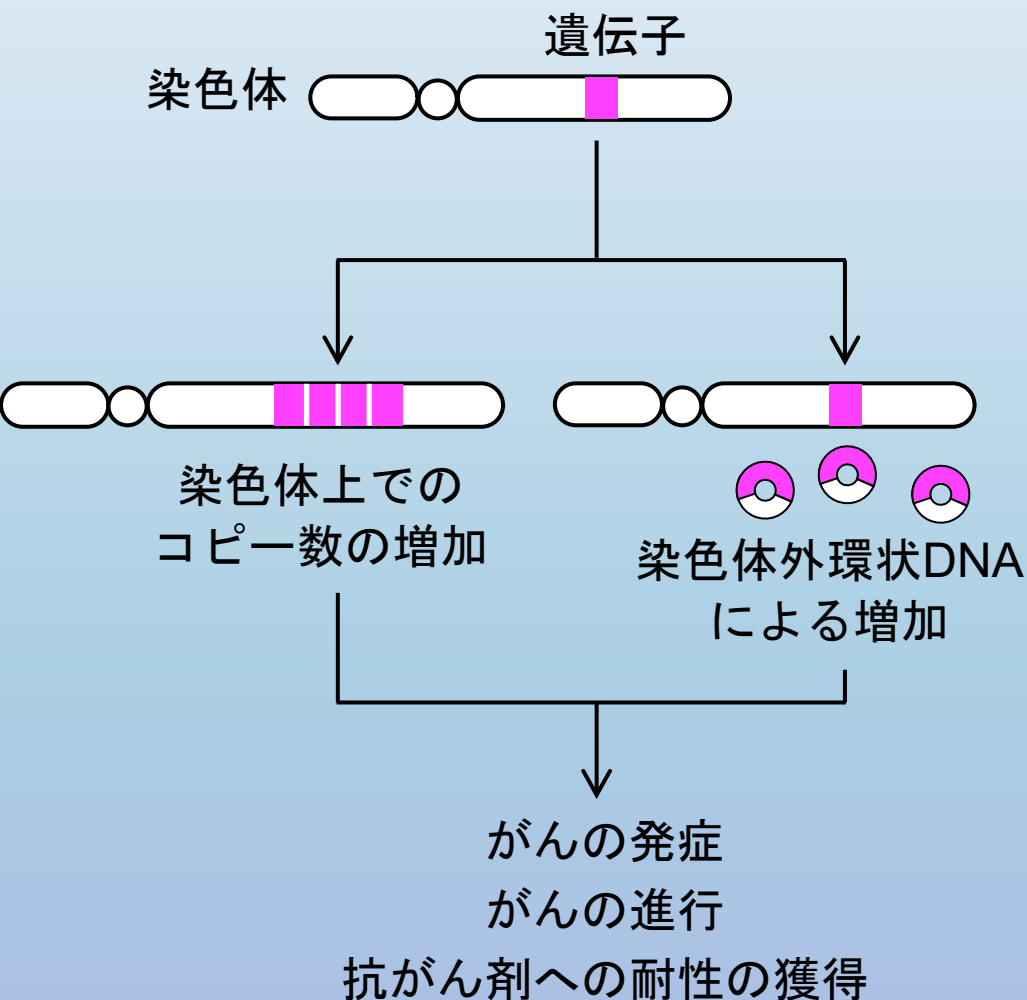 遺伝子
染色体
染色体上での
コピー数の増加
染色体外環状DNA
による増加
がんの発症
がんの進行
抗がん剤への耐性の獲得